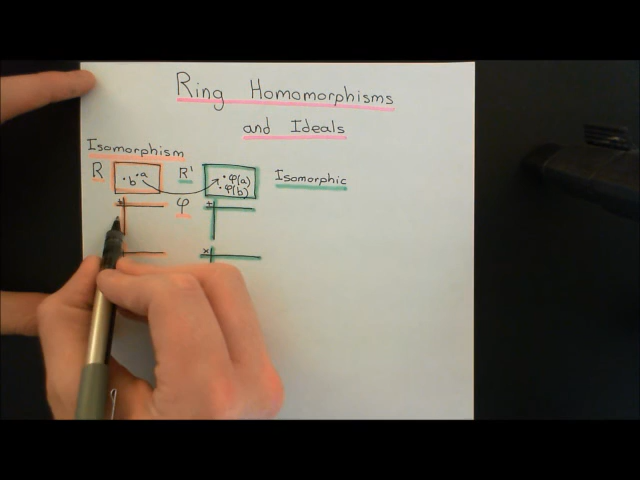 Ring Homomorphisms
and Ideals
Isomorphism
R
·b ·a
R'
·φ(a)
·φ(b)
Isomorphic
+
φ
+
×